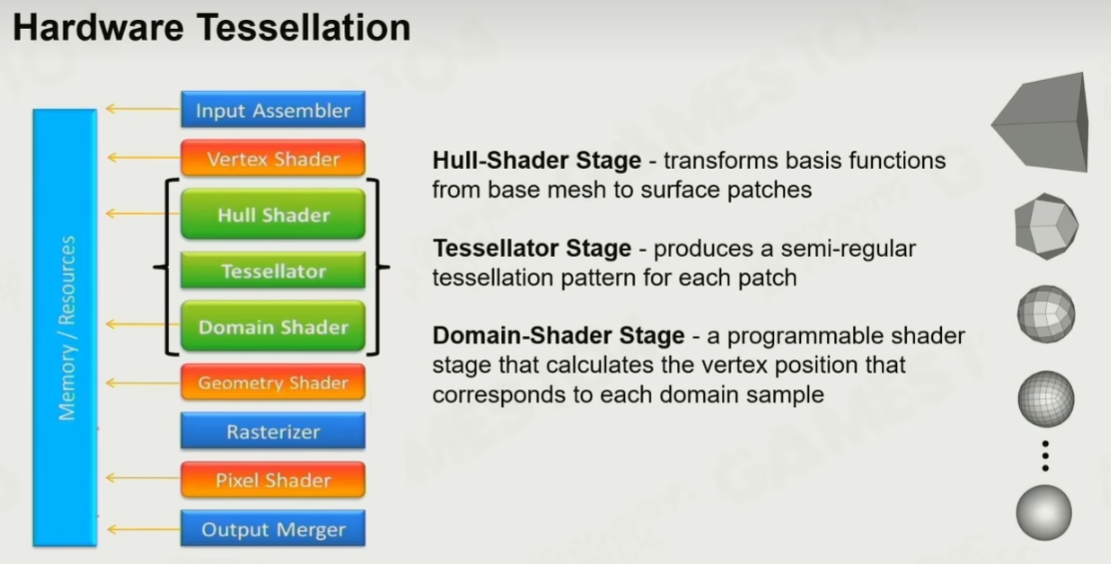 Hardware Tessellation
Input Assembler
Vertex Shader
Hull Shader
Tessellator
Domain Shader
Geometry Shader
Rasterizer
Pixel Shader
Output Merger
Memory / Resources
Hull-Shader Stage - transforms basis functions
from base mesh to surface patches
Tessellator Stage - produces a semi-regular
tessellation pattern for each patch
Domain-Shader Stage - a programmable shader
stage that calculates the vertex position that
corresponds to each domain sample
GAMES104